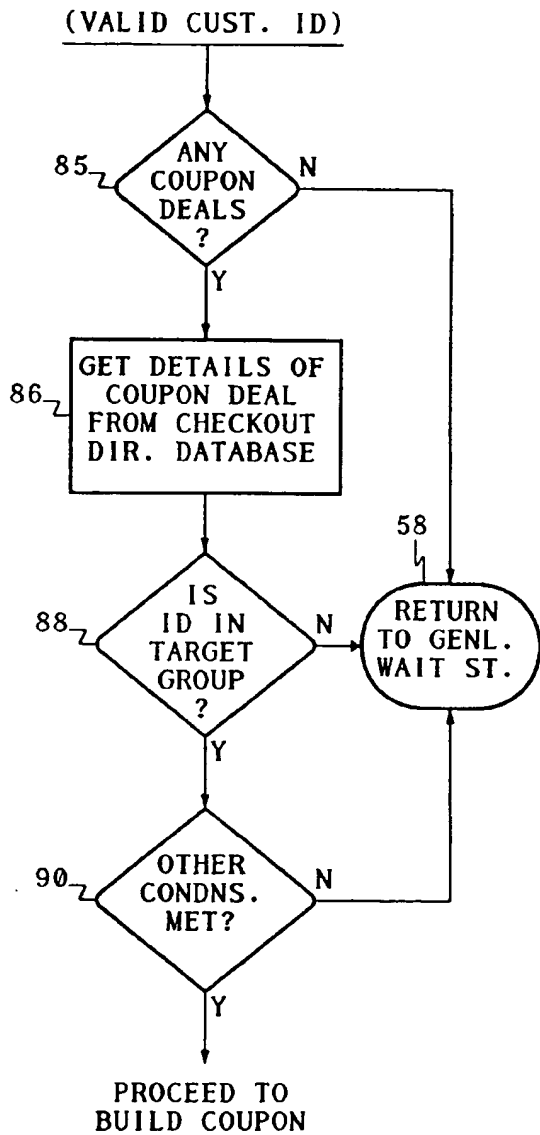 (VALID CUST. ID)
85
ANY
COUPON
DEALS
?
N
Y
86
GET DETAILS OF
COUPON DEAL
FROM CHECKOUT
DIR. DATABASE
58
RETURN
TO GENL.
WAIT ST.
88
IS
ID IN
TARGET
GROUP
?
N
Y
90
OTHER
CONDNS.
MET?
N
Y
PROCEED TO
BUILD COUPON